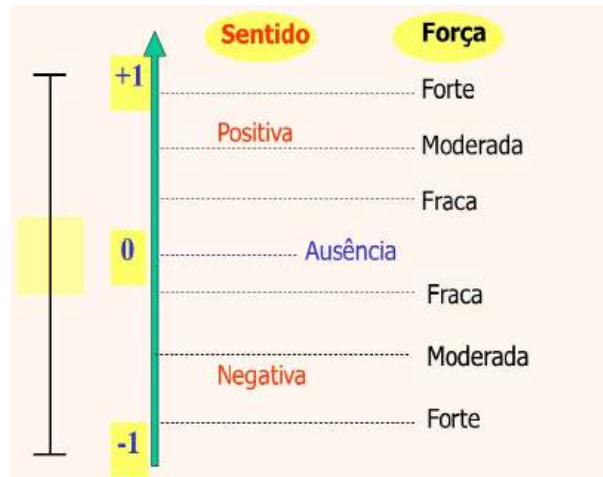 Sentido Força
+1
Forte
Positiva
Moderada
Fraca
0 Ausência
Fraca
Moderada
Negativa
Forte
-1